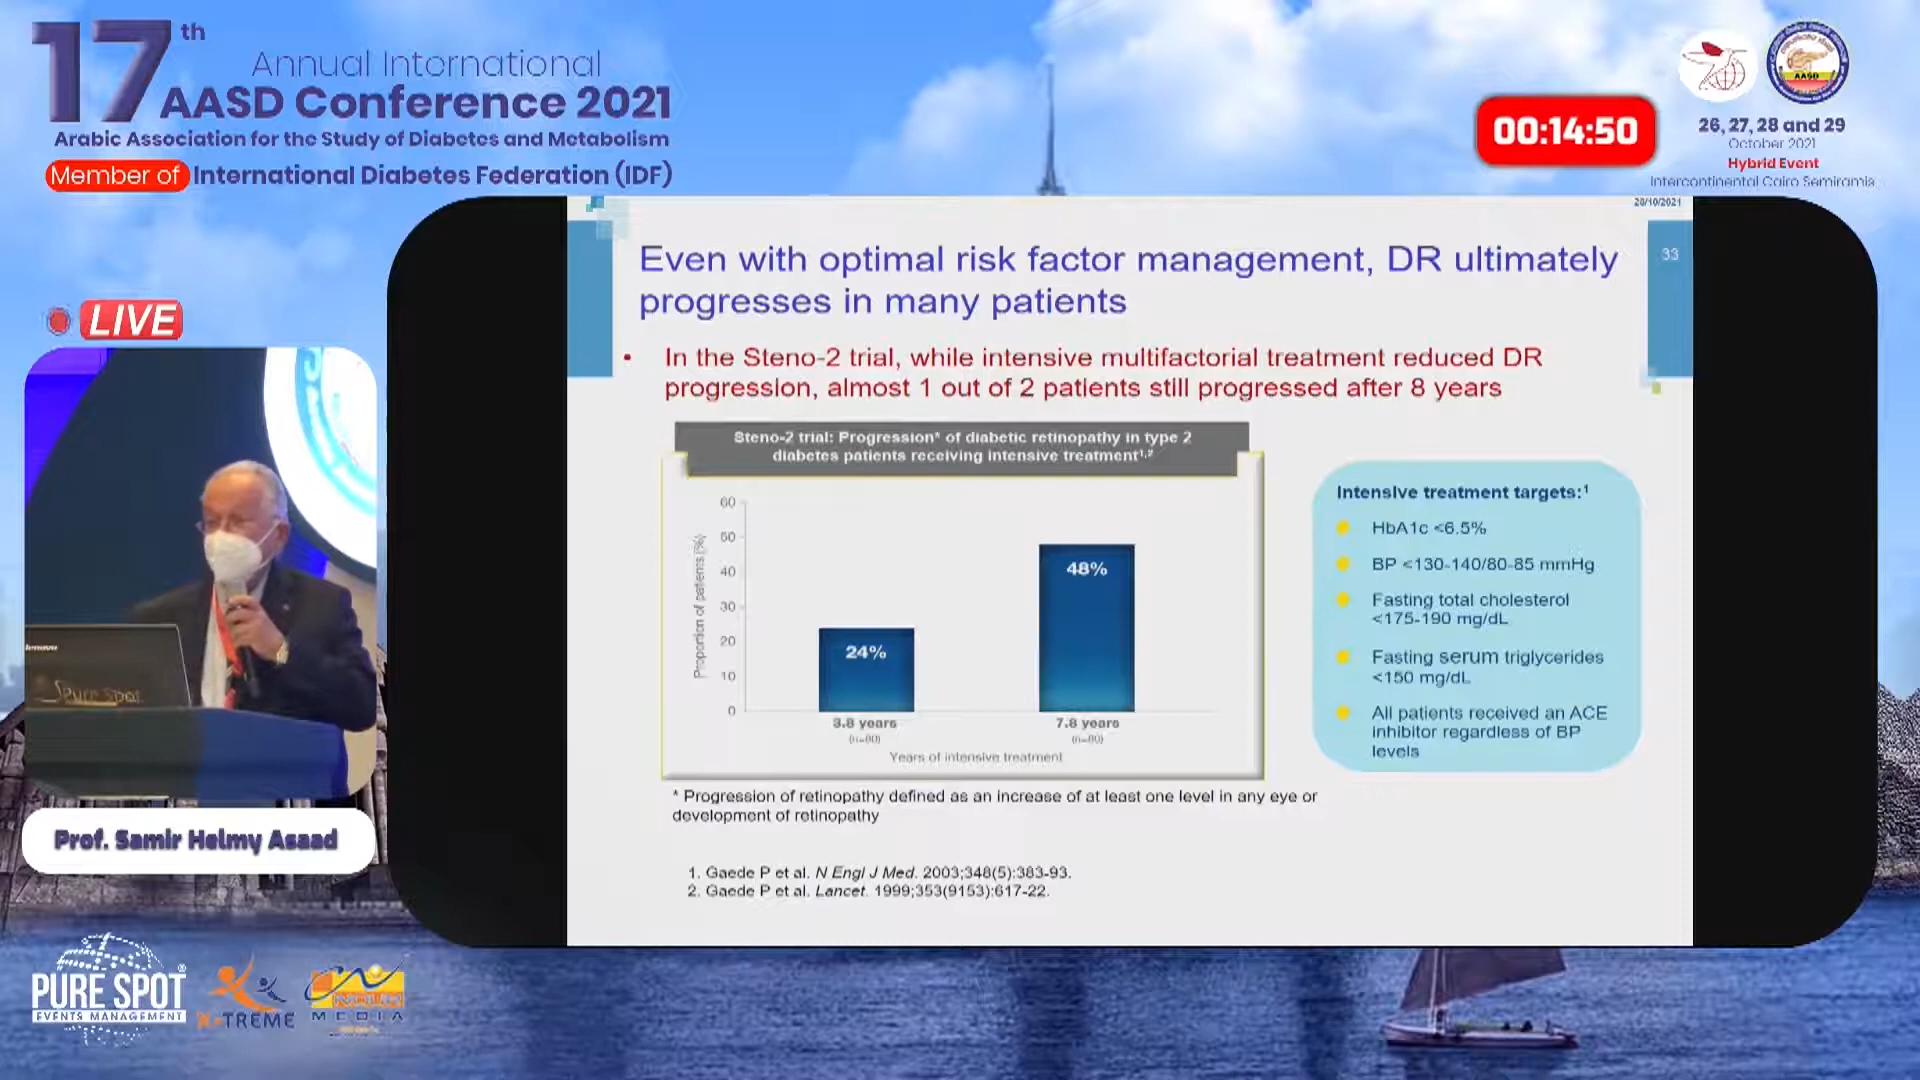 17th
Annual International
AASD Conference 2021
Arabic Association for the Study of Diabetes and Metabolism
Member of International Diabetes Federation (IDF)
00:14:50
AASD
26, 27, 28 and 29
October 2021
Hybrid Event
Intercontinental Cairo Semiramis
LIVE
lenovo
Pure Spot
Prof. Samir Helmy Asaad
28/10/2021
33
Even with optimal risk factor management, DR ultimately
progresses in many patients
• In the Steno-2 trial, while intensive multifactorial treatment reduced DR
progression, almost 1 out of 2 patients still progressed after 8 years
Steno-2 trial: Progression* of diabetic retinopathy in type 2
diabetes patients receiving intensive treatment1,2
Proportion of patients (%)
60
50
40
30
20
10
0
24%
48%
3.8 years
7.8 years
(n=80)
(n=80)
Years of intensive treatment
Intensive treatment targets:1
HbA1c <6.5%
BP <130-140/80-85 mmHg
Fasting total cholesterol
<175-190 mg/dL
Fasting serum triglycerides
<150 mg/dL
All patients received an ACE
inhibitor regardless of BP
levels
* Progression of retinopathy defined as an increase of at least one level in any eye or
development of retinopathy
1. Gaede P et al. N Engl J Med. 2003;348(5):383-93.
2. Gaede P et al. Lancet. 1999;353(9153):617-22.
PURE SPOT
EVENTS MANAGEMENT
X-TREME
MEDIA